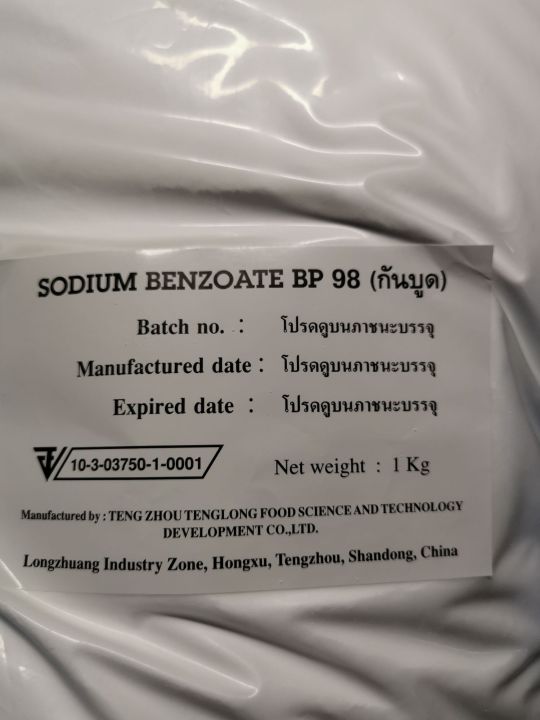 SODIUM BENZOATE BP 98 (กันบูด)
Batch no. : โปรดดูบนภาชนะบรรจุ
Manufactured date : โปรดดูบนภาชนะบรรจุ
Expired date : โปรดดูบนภาชนะบรรจุ
10-3-03750-1-0001 Net weight : 1 Kg
Manufactured by : TENG ZHOU TENGLONG FOOD SCIENCE AND TECHNOLOGY
DEVELOPMENT CO.,LTD.
Longzhuang Industry Zone, Hongxu, Tengzhou, Shandong, China